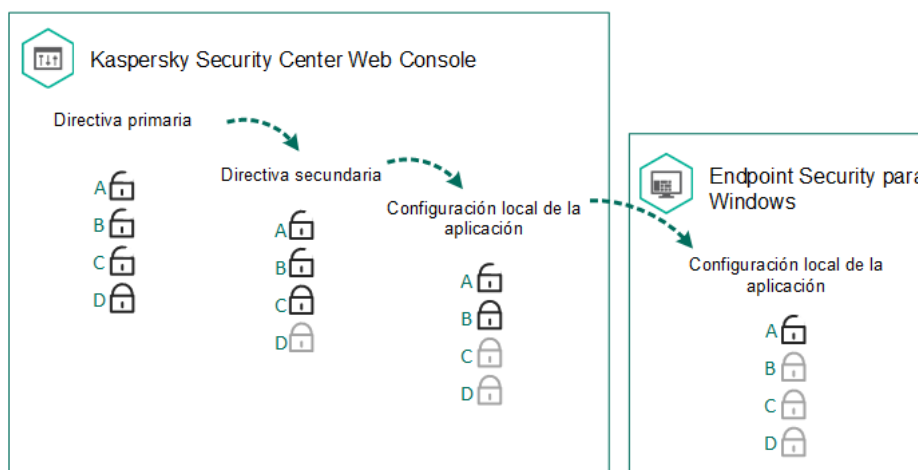 Kaspersky Security Center Web Console
Directiva primaria
A
B
C
D
Directiva secundaria
A
B
C
D
Configuración local de la
aplicación
A
B
C
D
Endpoint Security para
Windows
Configuración local de la
aplicación
A
B
C
D